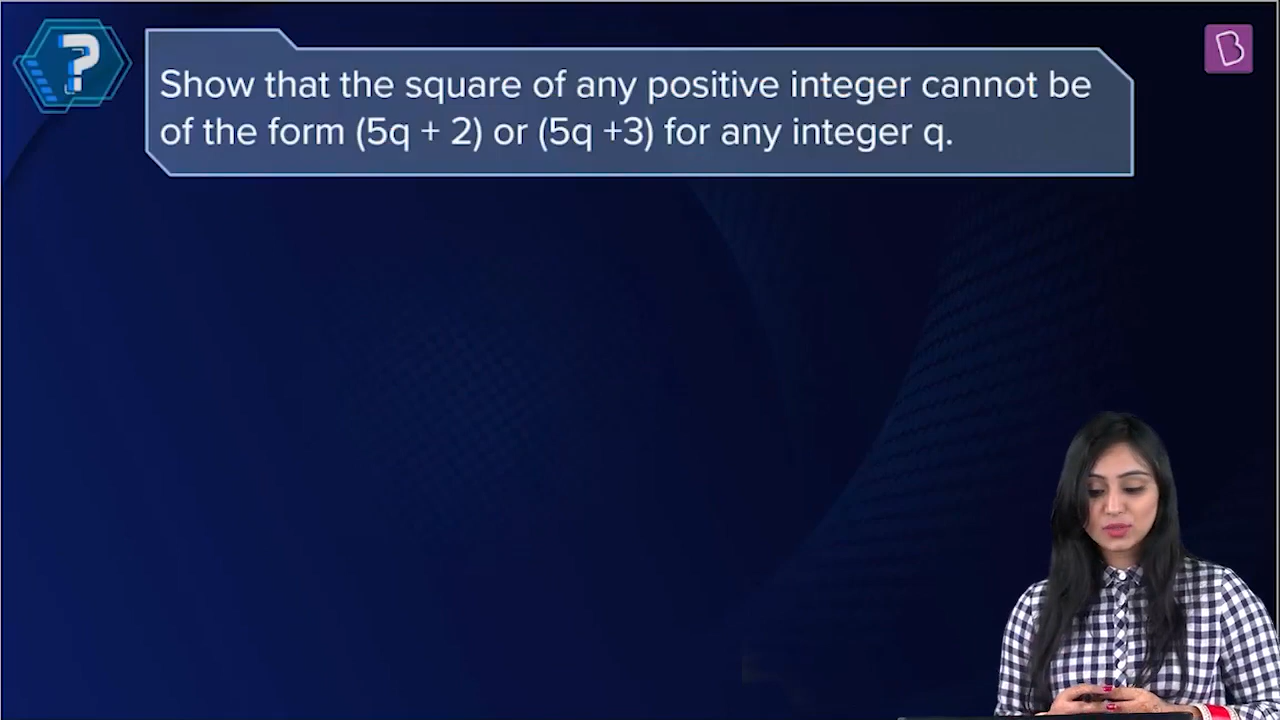 Show that the square of any positive integer cannot be
of the form (5q + 2) or (5q +3) for any integer q.